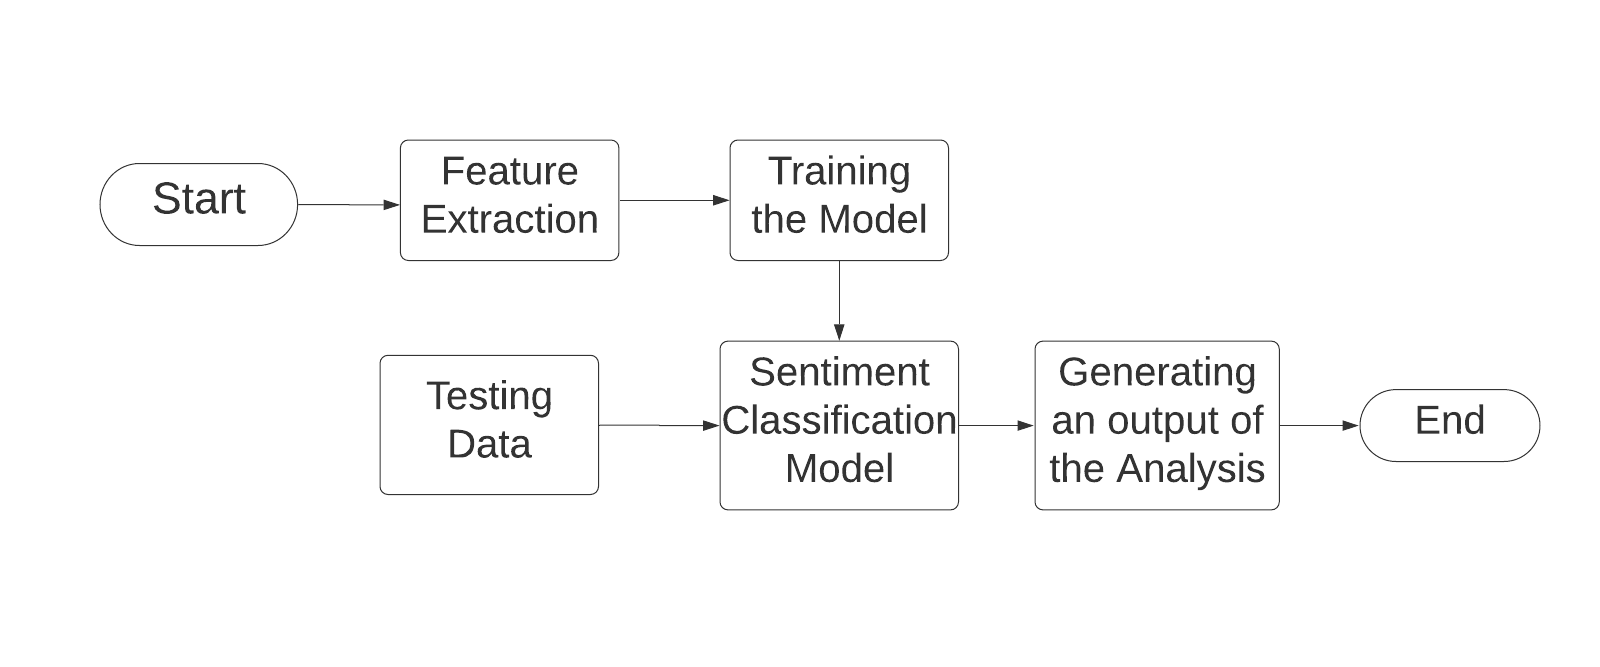 Start
Feature
Extraction
Training
the Model
Testing
Data
Sentiment
Classification
Model
Generating
an output of
the Analysis
End